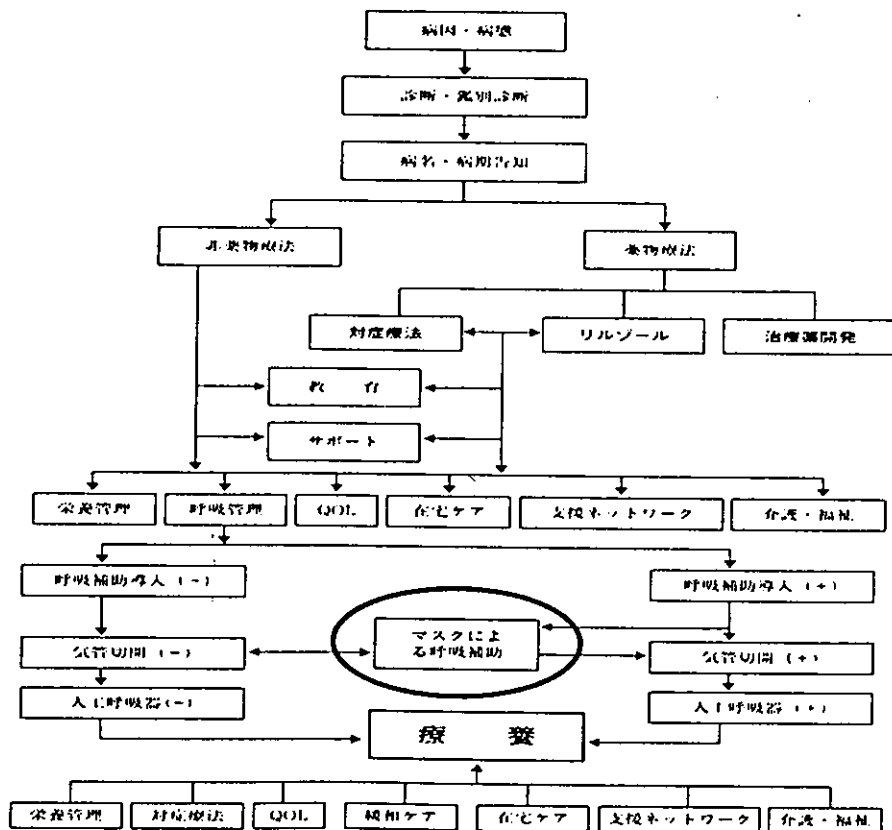 病因・病態
診断・鑑別診断
病名・病期告知
非薬物療法
薬物療法
対症療法
リルゾール
治療薬開発
教 育
サポート
栄養管理
呼吸管理
QOL
在宅ケア
支援ネットワーク
介護・福祉
呼吸補助導入 (−)
呼吸補助導入 (+)
マスクによ
る呼吸補助
気管切開 (−)
気管切開 (+)
人工呼吸器 (−)
人工呼吸器 (+)
療 養
栄養管理
対症療法
QOL
緩和ケア
在宅ケア
支援ネットワーク
介護・福祉